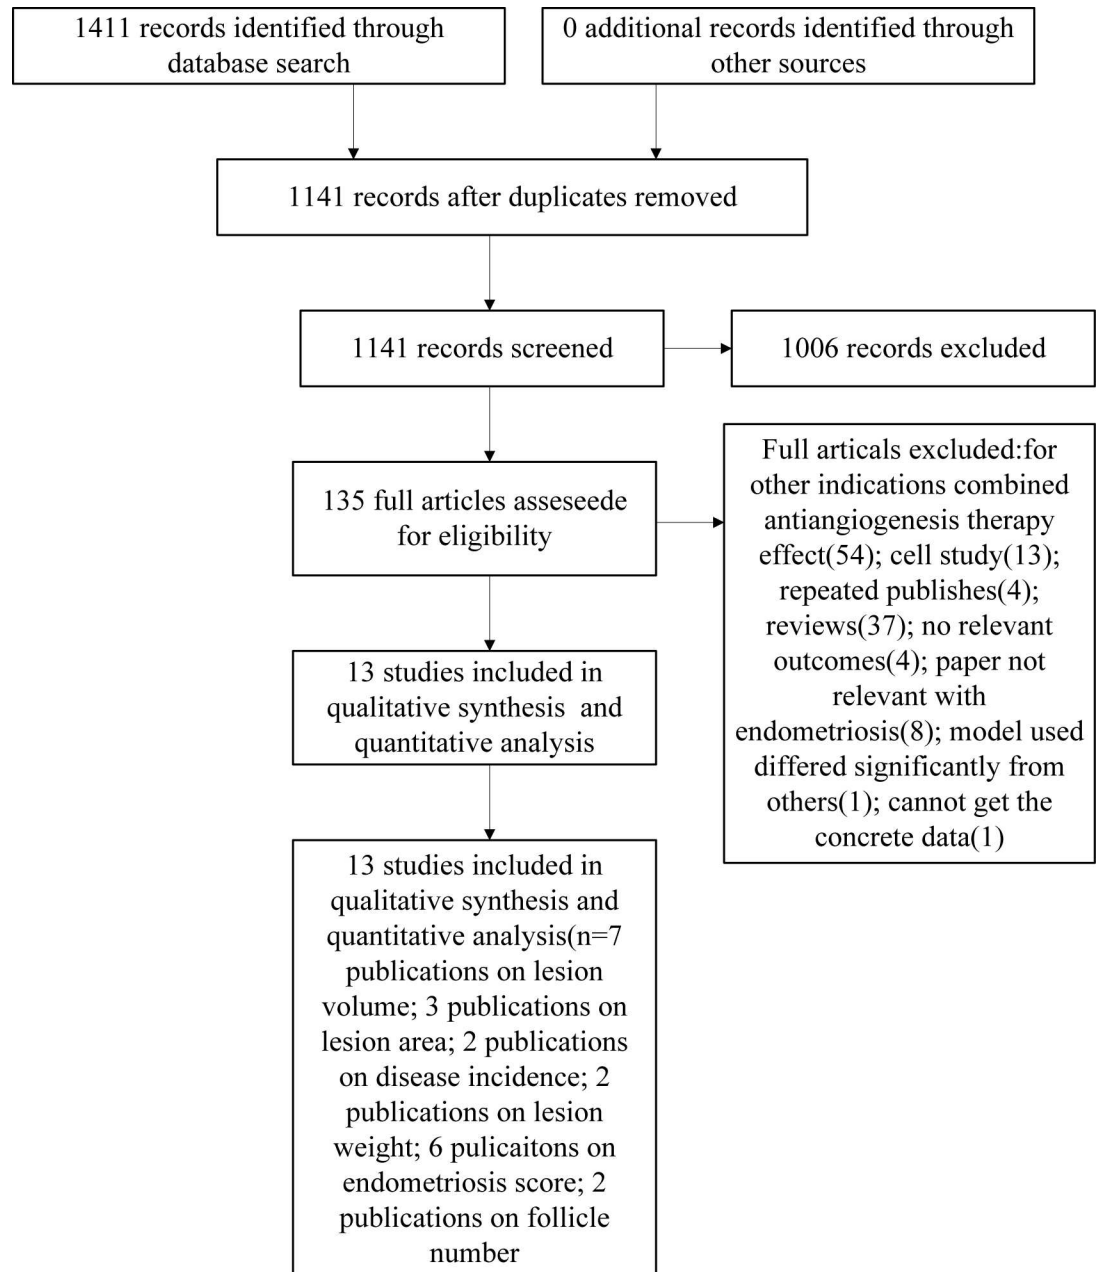 1411 records identified through
database search
0 additional records identified through
other sources
1141 records after duplicates removed
1141 records screened
1006 records excluded
135 full articles asseseede
for eligibility
Full articals excluded:for
other indications combined
antiangiogenesis therapy
effect(54); cell study(13);
repeated publishes(4);
reviews(37); no relevant
outcomes(4); paper not
relevant with
endometriosis(8); model used
differed significantly from
others(1); cannot get the
concrete data(1)
13 studies included in
qualitative synthesis  and
quantitative analysis
13 studies included in
qualitative synthesis and
quantitative analysis(n=7
publications on lesion
volume; 3 publications on
lesion area; 2 publications
on disease incidence; 2
publications on lesion
weight; 6 pulicaitons on
endometriosis score; 2
publications on follicle
number